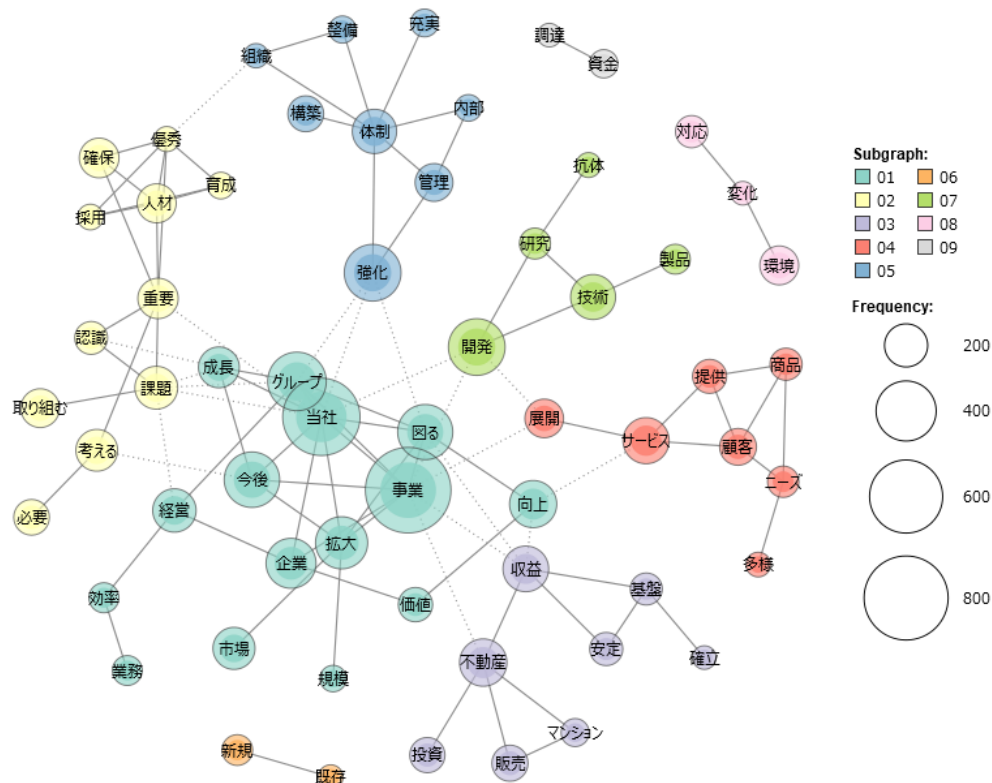 充実
整備
組織
調達
資金
構築
内部
体制
管理
対応
変化
環境
優秀
確保
育成
人材
採用
抗体
研究
製品
技術
開発
強化
重要
認識
成長
課題
取り組む
考える
必要
グループ
当社
図る
今後
事業
経営
拡大
企業
価値
向上
効率
業務
市場
規模
展開
サービス
提供
商品
顧客
ニーズ
多様
収益
基盤
安定
確立
不動産
マンション
投資
販売
新規
既存
Subgraph:
01 06
02 07
03 08
04 09
05
Frequency:
200
400
600
800